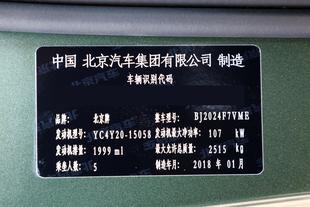 中国 北京汽车集团有限公司 制造
车辆识别代码
品牌： 北京牌 整车型号： BJ2024F7VME
发动机型号： YC4Y20-15058 发动机最大净功率： 107 kW
发动机排量： 1999 ml 最大允许总质量： 2515 kg
乘坐人数： 5 制造年月： 2018 年 01月